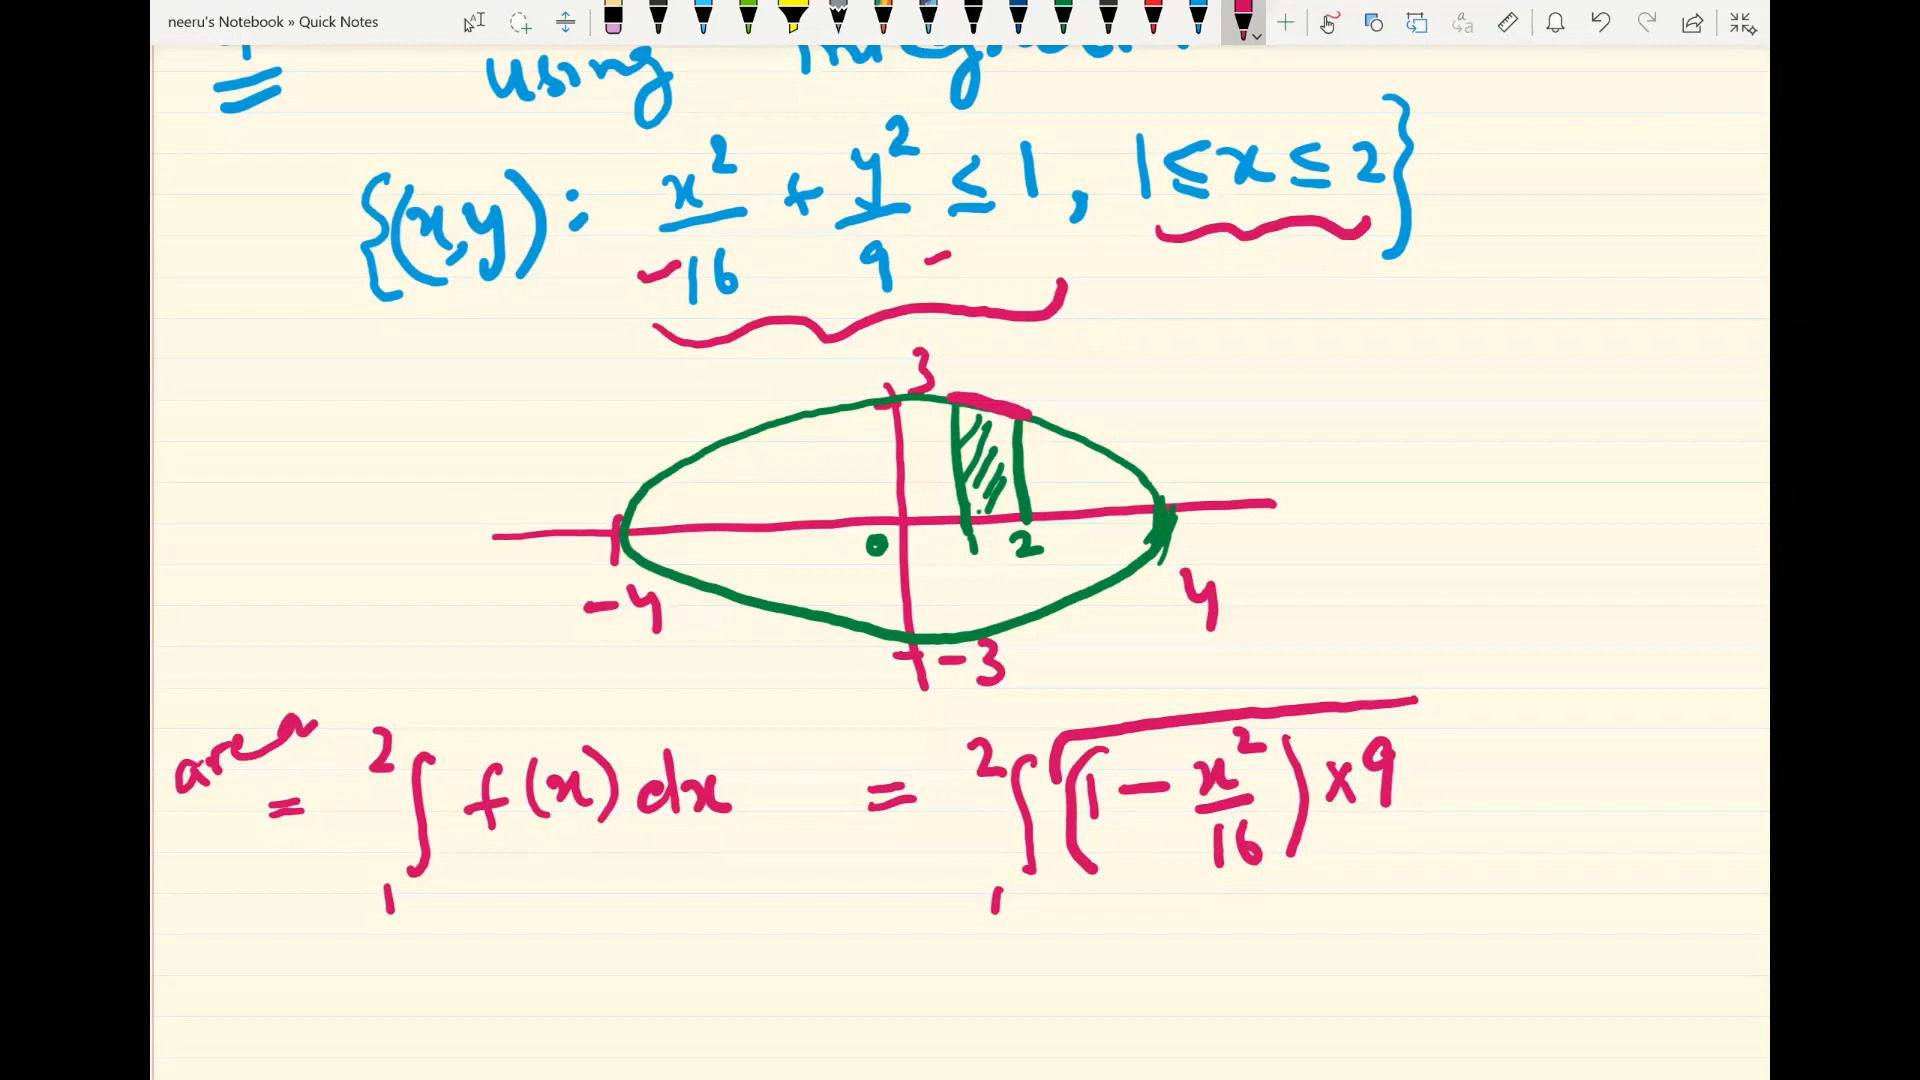 neeru's Notebook » Quick Notes
using
{(x,y) : x²/16 + y²/9 ≤ 1, 1 ≤ x ≤ 2}
3
0 1 2
-4 4
-3
area = ²∫₁ f(x) dx = ²∫₁ √((1 - x²/16) × 9)